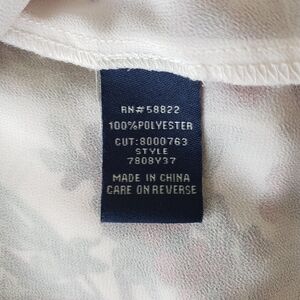 RN#58822
100%POLYESTER
CUT:8000763
STYLE
7808Y37
MADE IN CHINA
CARE ON REVERSE